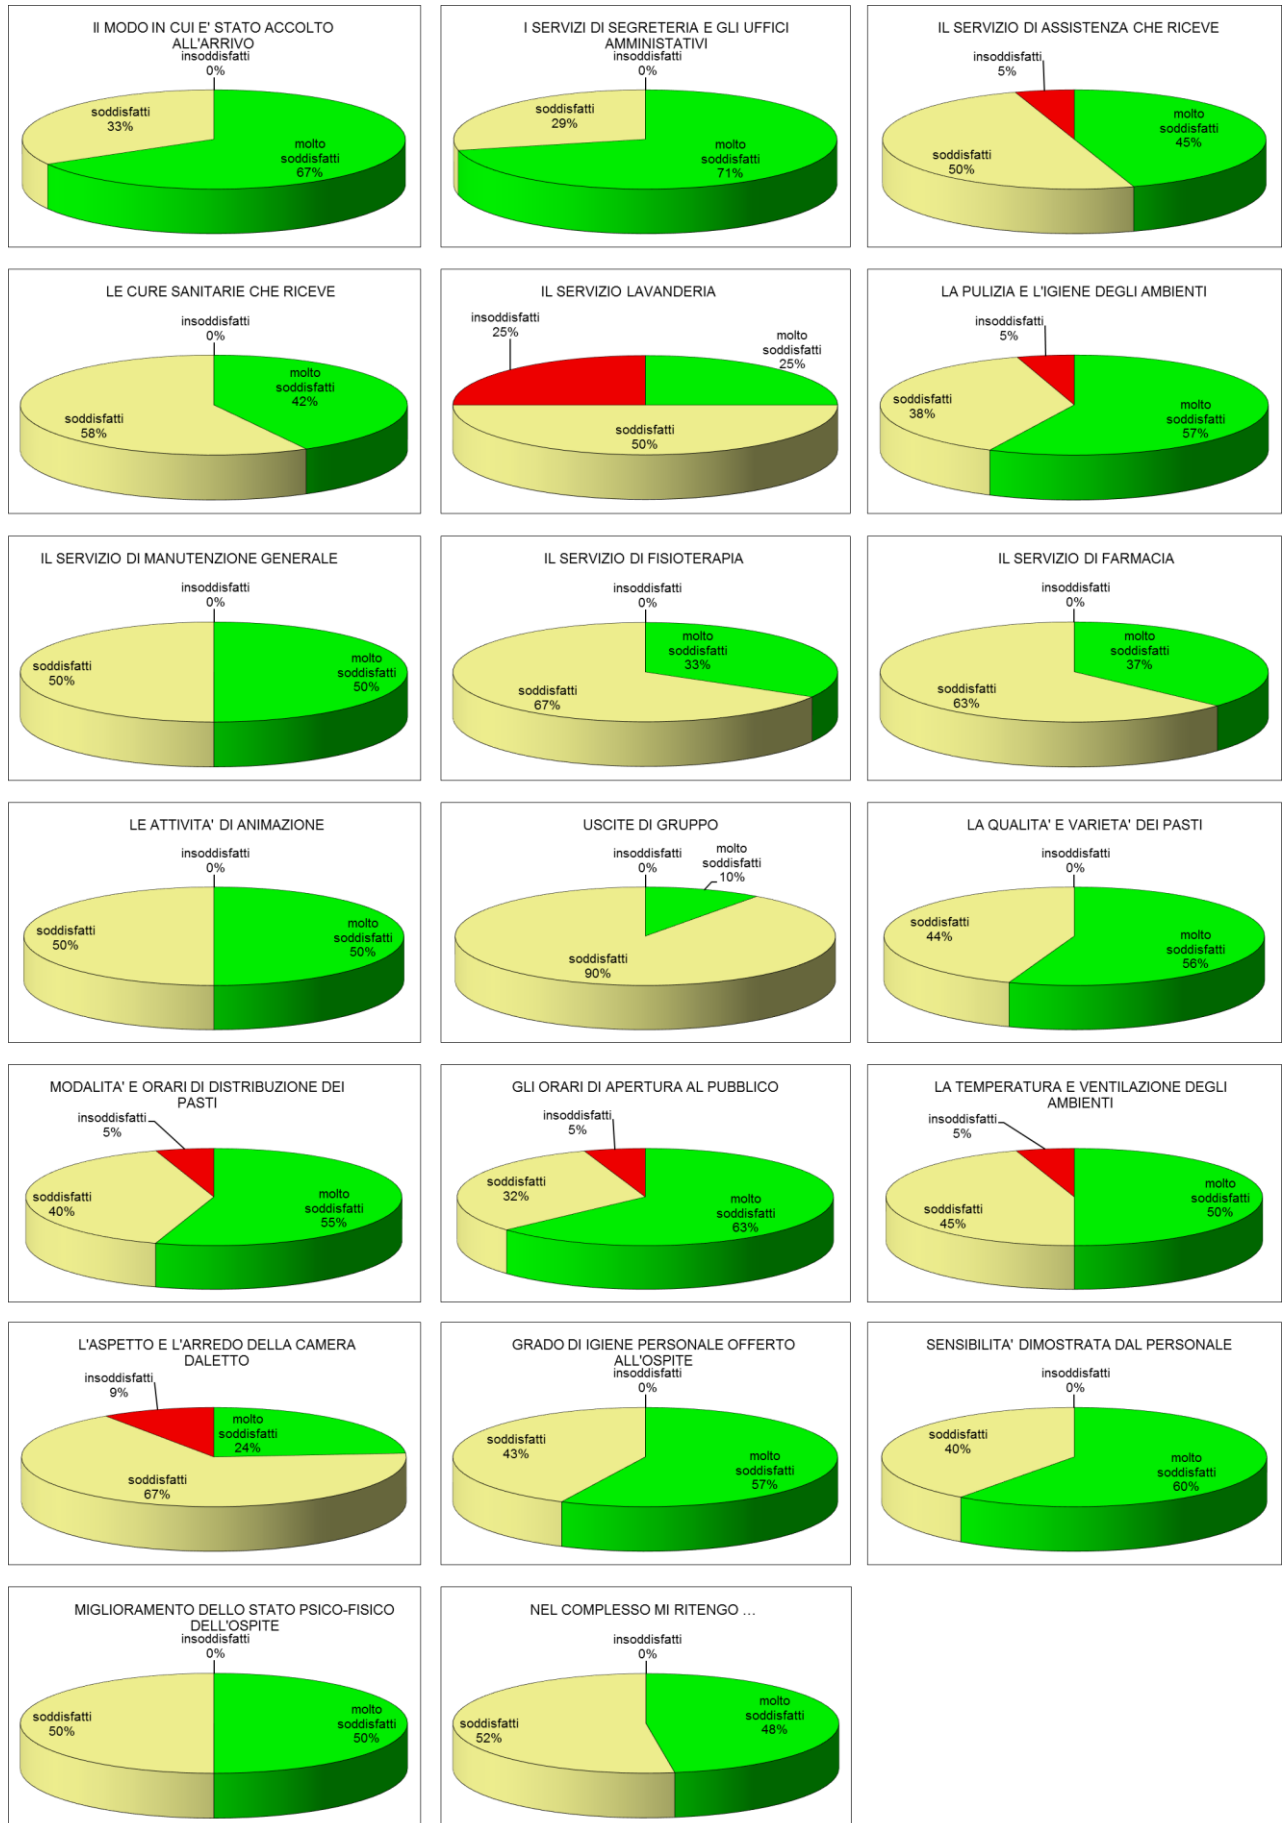 Il MODO IN CUI E' STATO ACCOLTO
ALL'ARRIVO
insoddisfatti
0%
soddisfatti
33%
molto
soddisfatti
67%
I SERVIZI DI SEGRETERIA E GLI UFFICI
AMMINISTATIVI
insoddisfatti
0%
soddisfatti
29%
molto
soddisfatti
71%
IL SERVIZIO DI ASSISTENZA CHE RICEVE
insoddisfatti
5%
molto
soddisfatti
45%
soddisfatti
50%
LE CURE SANITARIE CHE RICEVE
insoddisfatti
0%
molto
soddisfatti
42%
soddisfatti
58%
IL SERVIZIO LAVANDERIA
insoddisfatti
25%
molto
soddisfatti
25%
soddisfatti
50%
LA PULIZIA E L'IGIENE DEGLI AMBIENTI
insoddisfatti
5%
soddisfatti
38%
molto
soddisfatti
57%
IL SERVIZIO DI MANUTENZIONE GENERALE
insoddisfatti
0%
soddisfatti
50%
molto
soddisfatti
50%
IL SERVIZIO DI FISIOTERAPIA
insoddisfatti
0%
molto
soddisfatti
33%
soddisfatti
67%
IL SERVIZIO DI FARMACIA
insoddisfatti
0%
molto
soddisfatti
37%
soddisfatti
63%
LE ATTIVITA' DI ANIMAZIONE
insoddisfatti
0%
soddisfatti
50%
molto
soddisfatti
50%
USCITE DI GRUPPO
insoddisfatti
0%
molto
soddisfatti
10%
soddisfatti
90%
LA QUALITA' E VARIETA' DEI PASTI
insoddisfatti
0%
soddisfatti
44%
molto
soddisfatti
56%
MODALITA' E ORARI DI DISTRIBUZIONE DEI
PASTI
insoddisfatti
5%
soddisfatti
40%
molto
soddisfatti
55%
GLI ORARI DI APERTURA AL PUBBLICO
insoddisfatti
5%
soddisfatti
32%
molto
soddisfatti
63%
LA TEMPERATURA E VENTILAZIONE DEGLI
AMBIENTI
insoddisfatti
5%
soddisfatti
45%
molto
soddisfatti
50%
L'ASPETTO E L'ARREDO DELLA CAMERA
DALETTO
insoddisfatti
9%
molto
soddisfatti
24%
soddisfatti
67%
GRADO DI IGIENE PERSONALE OFFERTO
ALL'OSPITE
insoddisfatti
0%
soddisfatti
43%
molto
soddisfatti
57%
SENSIBILITA' DIMOSTRATA DAL PERSONALE
insoddisfatti
0%
soddisfatti
40%
molto
soddisfatti
60%
MIGLIORAMENTO DELLO STATO PSICO-FISICO
DELL'OSPITE
insoddisfatti
0%
soddisfatti
50%
molto
soddisfatti
50%
NEL COMPLESSO MI RITENGO …
insoddisfatti
0%
soddisfatti
52%
molto
soddisfatti
48%